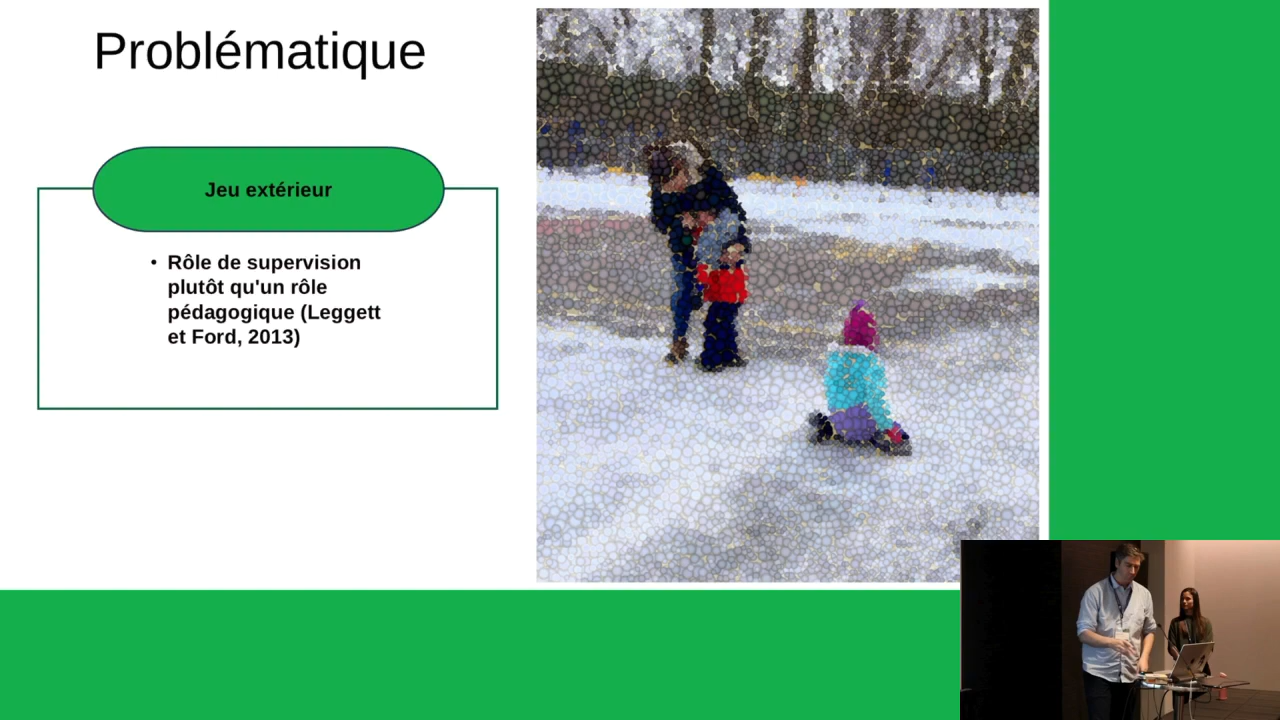 Problématique
Jeu extérieur
• Rôle de supervision
plutôt qu'un rôle
pédagogique (Leggett
et Ford, 2013)